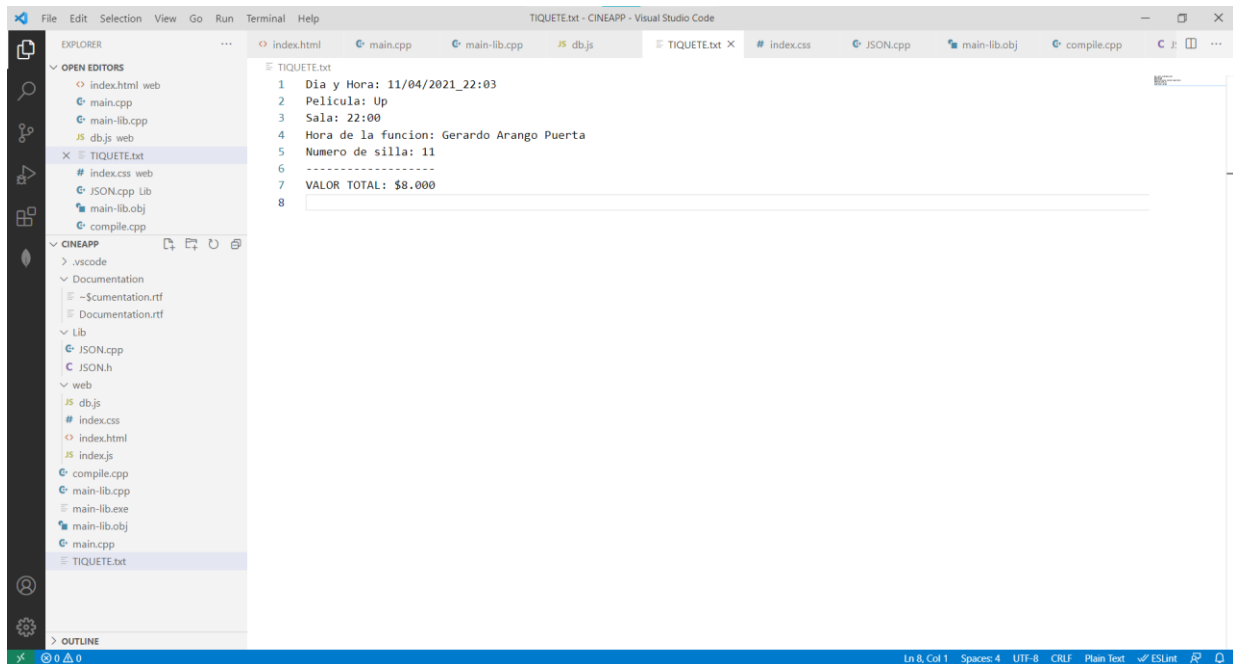 File Edit Selection View Go Run Terminal Help
TIQUETE.txt - CINEAPP - Visual Studio Code
EXPLORER
index.html
main.cpp
main-lib.cpp
JS db.js
TIQUETE.txt
# index.css
JSON.cpp
main-lib.obj
compile.cpp
C
OPEN EDITORS
index.html web
main.cpp
main-lib.cpp
JS db.js web
TIQUETE.txt
# index.css web
JSON.cpp Lib
main-lib.obj
compile.cpp
CINEAPP
.vscode
Documentation
~$cumentation.rtf
Documentation.rtf
Lib
JSON.cpp
C JSON.h
web
JS db.js
# index.css
index.html
JS index.js
compile.cpp
main-lib.cpp
main-lib.exe
main-lib.obj
main.cpp
TIQUETE.txt
OUTLINE
TIQUETE.txt
1 Dia y Hora: 11/04/2021_22:03
2 Pelicula: Up
3 Sala: 22:00
4 Hora de la funcion: Gerardo Arango Puerta
5 Numero de silla: 11
6 -------------------
7 VALOR TOTAL: $8.000
8
0 0
Ln 8, Col 1 Spaces: 4 UTF-8 CRLF Plain Text ESLint